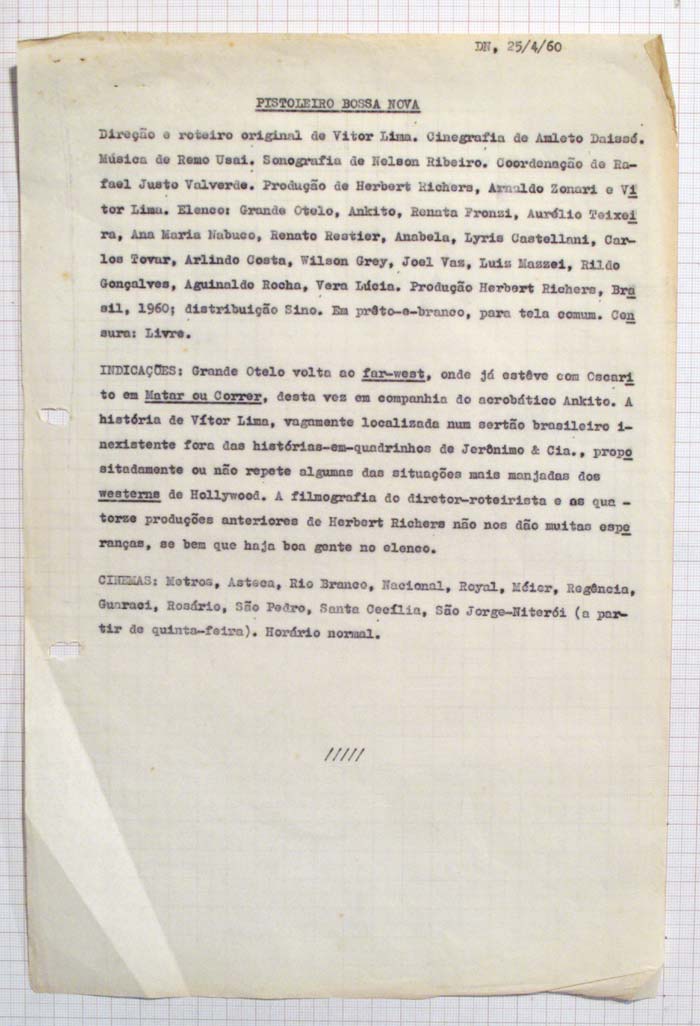 DN, 25/4/60
PISTOLEIRO BOSSA NOVA
Direção e roteiro original de Vitor Lima. Cinegrafia de Amleto Daissé.
Música de Remo Usai. Sonografia de Nelson Ribeiro. Coordenação de Ra-
fael Justo Valverde. Produção de Herbert Richers, Arnaldo Zonari e Vi
tor Lima. Elenco: Grande Otelo, Ankito, Renata Fronzi, Aurélio Teixei
ra, Ana Maria Nabuco, Renato Restier, Anabela, Lyris Castellani, Car-
los Tovar, Arlindo Costa, Wilson Grey, Joel Vaz, Luiz Mazzei, Rildo
Gonçalves, Aguinaldo Rocha, Vera Lúcia. Produção Herbert Richers, Bra
sil, 1960; distribuição Sino. Em prêto-e-branco, para tela comum. Cen
sura: Livre.
INDICAÇÕES: Grande Otelo volta ao far-west, onde já estêve com Oscari
to em Matar ou Correr, desta vez em companhia do acrobático Ankito. A
história de Vítor Lima, vagamente localizada num sertão brasileiro i-
nexistente fora das histórias-em-quadrinhos de Jerônimo & Cia., propo
sitadamente ou não repete algumas das situações mais manjadas dos
westerns de Hollywood. A filmografia do diretor-roteirista e as qua -
torze produções anteriores de Herbert Richers não nos dão muitas espe
ranças, se bem que haja boa gente no elenco.
CINEMAS: Metros, Asteca, Rio Branco, Nacional, Royal, Méier, Regência,
Guaraci, Rosário, São Pedro, Santa Cecília, São Jorge-Niterói (a par-
tir de quinta-feira). Horário normal.
/////